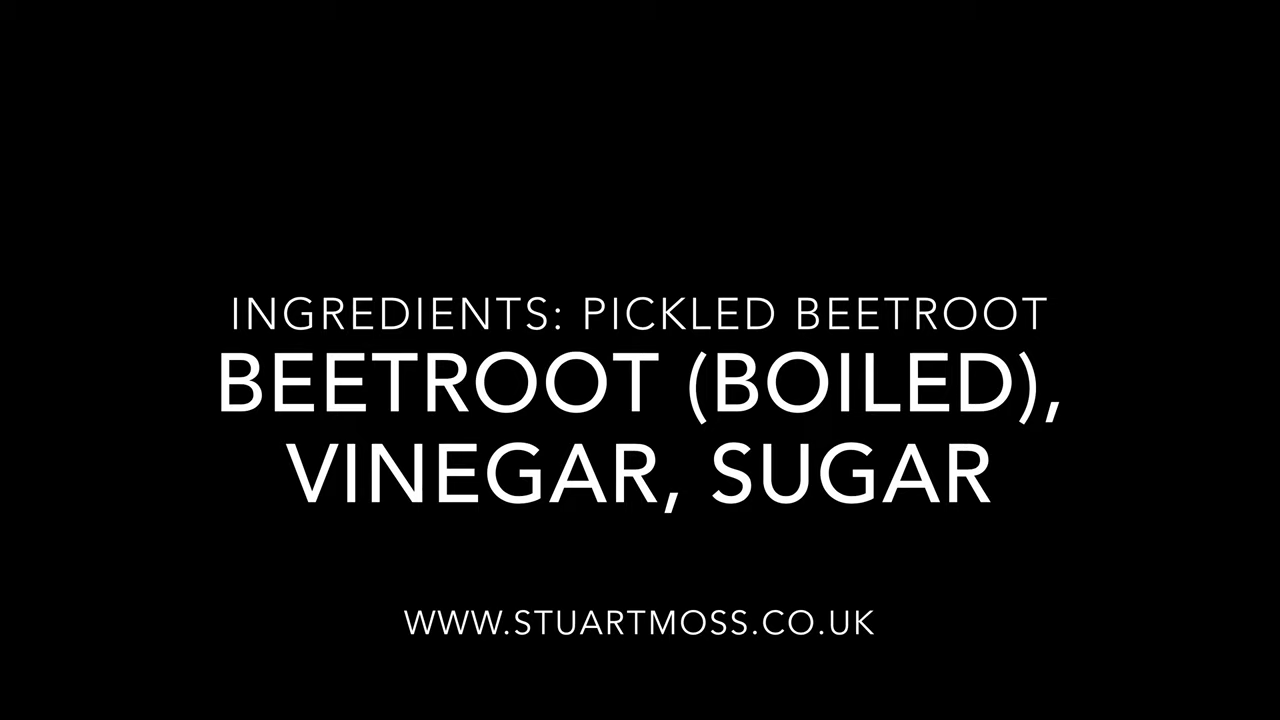 INGREDIENTS: PICKLED BEETROOT
BEETROOT (BOILED),
VINEGAR, SUGAR
WWW.STUARTMOSS.CO.UK